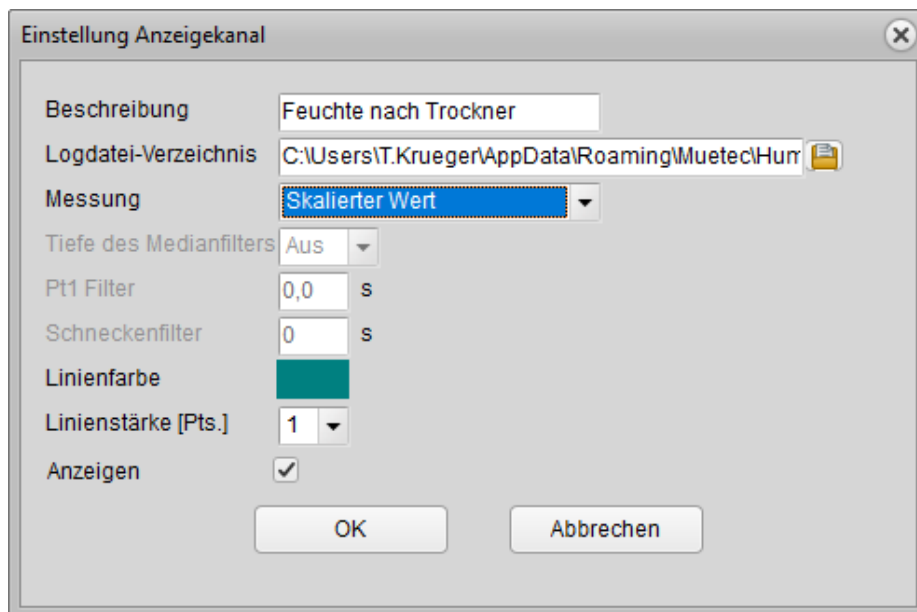 Einstellung Anzeigekanal
Beschreibung Feuchte nach Trockner
Logdatei-Verzeichnis C:\Users\T.Krueger\AppData\Roaming\Muetec\Hum
Messung Skalierter Wert
Tiefe des Medianfilters Aus
Pt1 Filter 0,0 s
Schneckenfilter 0 s
Linienfarbe
Linienstärke [Pts.] 1
Anzeigen
OK Abbrechen